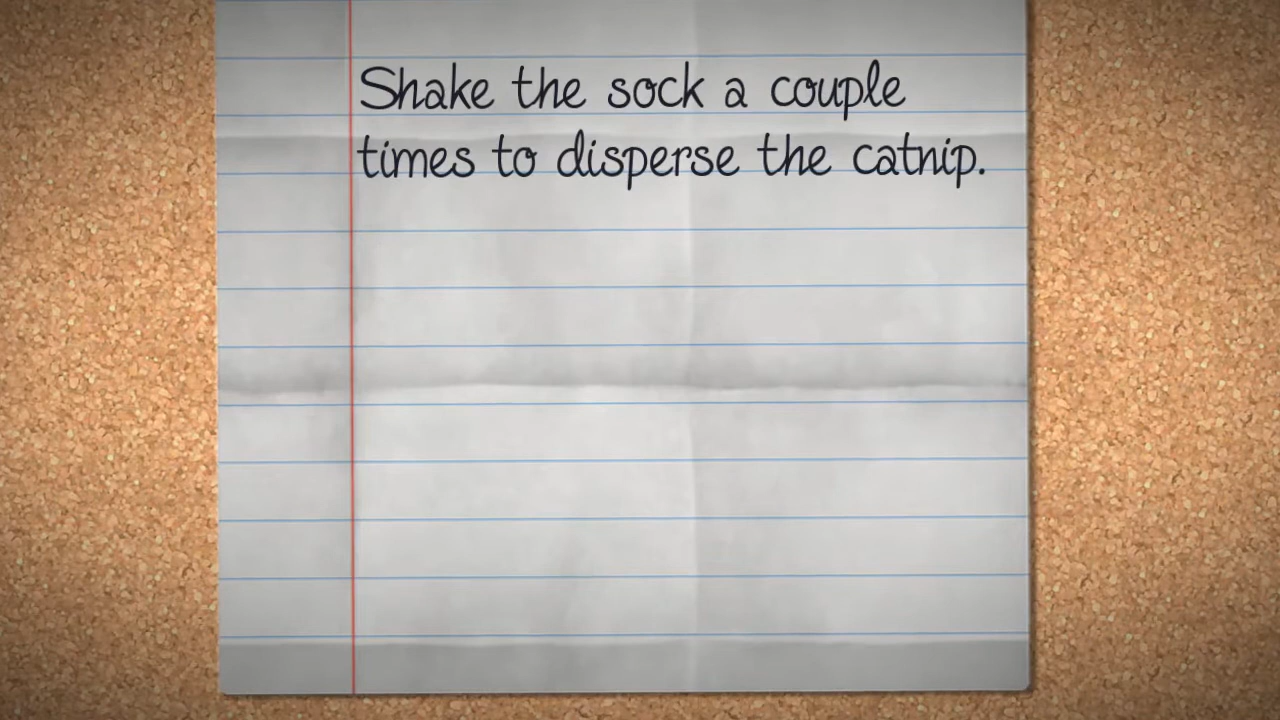 Shake the sock a couple
times to disperse the catnip.